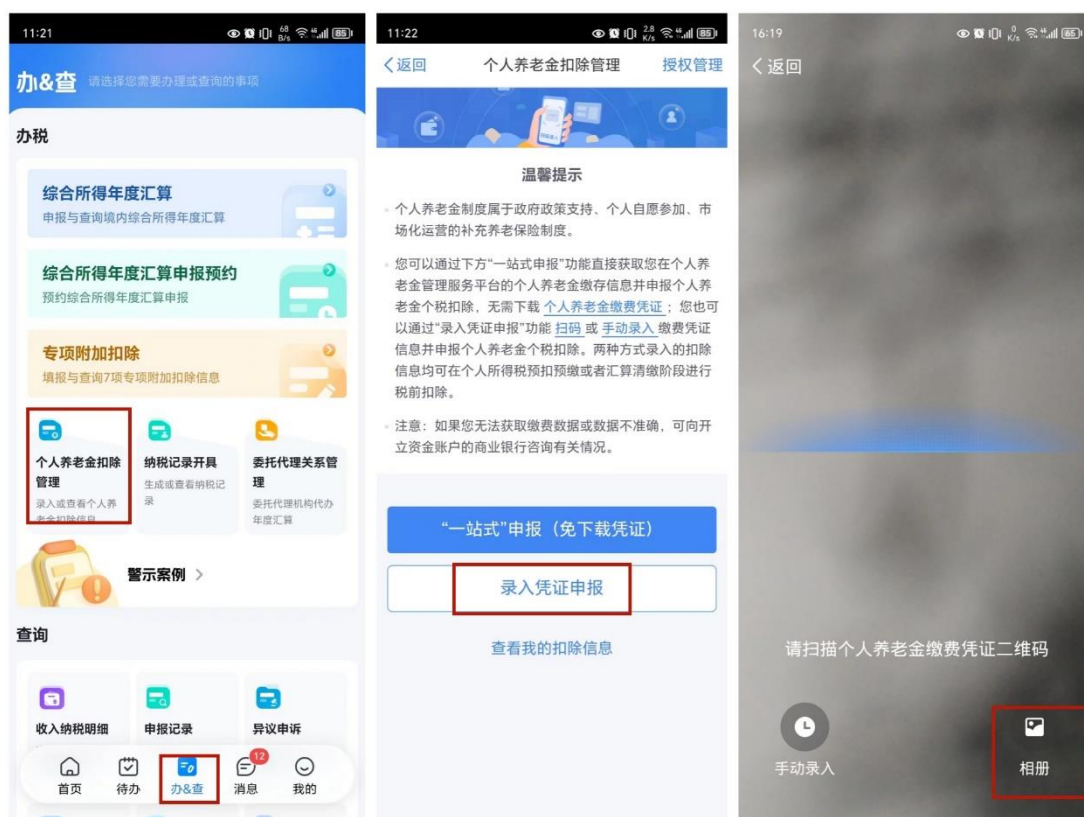 11:21
68
B/s
85
办&查 请选择您需要办理或查询的事项
办税
综合所得年度汇算
申报与查询境内综合所得年度汇算
综合所得年度汇算申报预约
预约综合所得年度汇算申报
专项附加扣除
填报与查询7项专项附加扣除信息
个人养老金扣除
管理
录入或查看个人养
老金扣除信息
纳税记录开具
生成或查看纳税记
录
委托代理关系管
理
委托代理机构代办
年度汇算
警示案例
查询
收入纳税明细
申报记录
异议申诉
12
首页
待办
办&查
消息
我的
11:22
2.8
K/s
85
返回
个人养老金扣除管理
授权管理
温馨提示
个人养老金制度属于政府政策支持、个人自愿参加、市
场化运营的补充养老保险制度。
您可以通过下方“一站式申报”功能直接获取您在个人养
老金管理服务平台的个人养老金缴存信息并申报个人养
老金个税扣除，无需下载 个人养老金缴费凭证；您也可
以通过“录入凭证申报”功能 扫码 或 手动录入 缴费凭证
信息并申报个人养老金个税扣除。两种方式录入的扣除
信息均可在个人所得税预扣预缴或者汇算清缴阶段进行
税前扣除。
注意：如果您无法获取缴费数据或数据不准确，可向开
立资金账户的商业银行咨询有关情况。
“一站式”申报（免下载凭证）
录入凭证申报
查看我的扣除信息
16:19
0
K/s
65
返回
请扫描个人养老金缴费凭证二维码
手动录入
相册